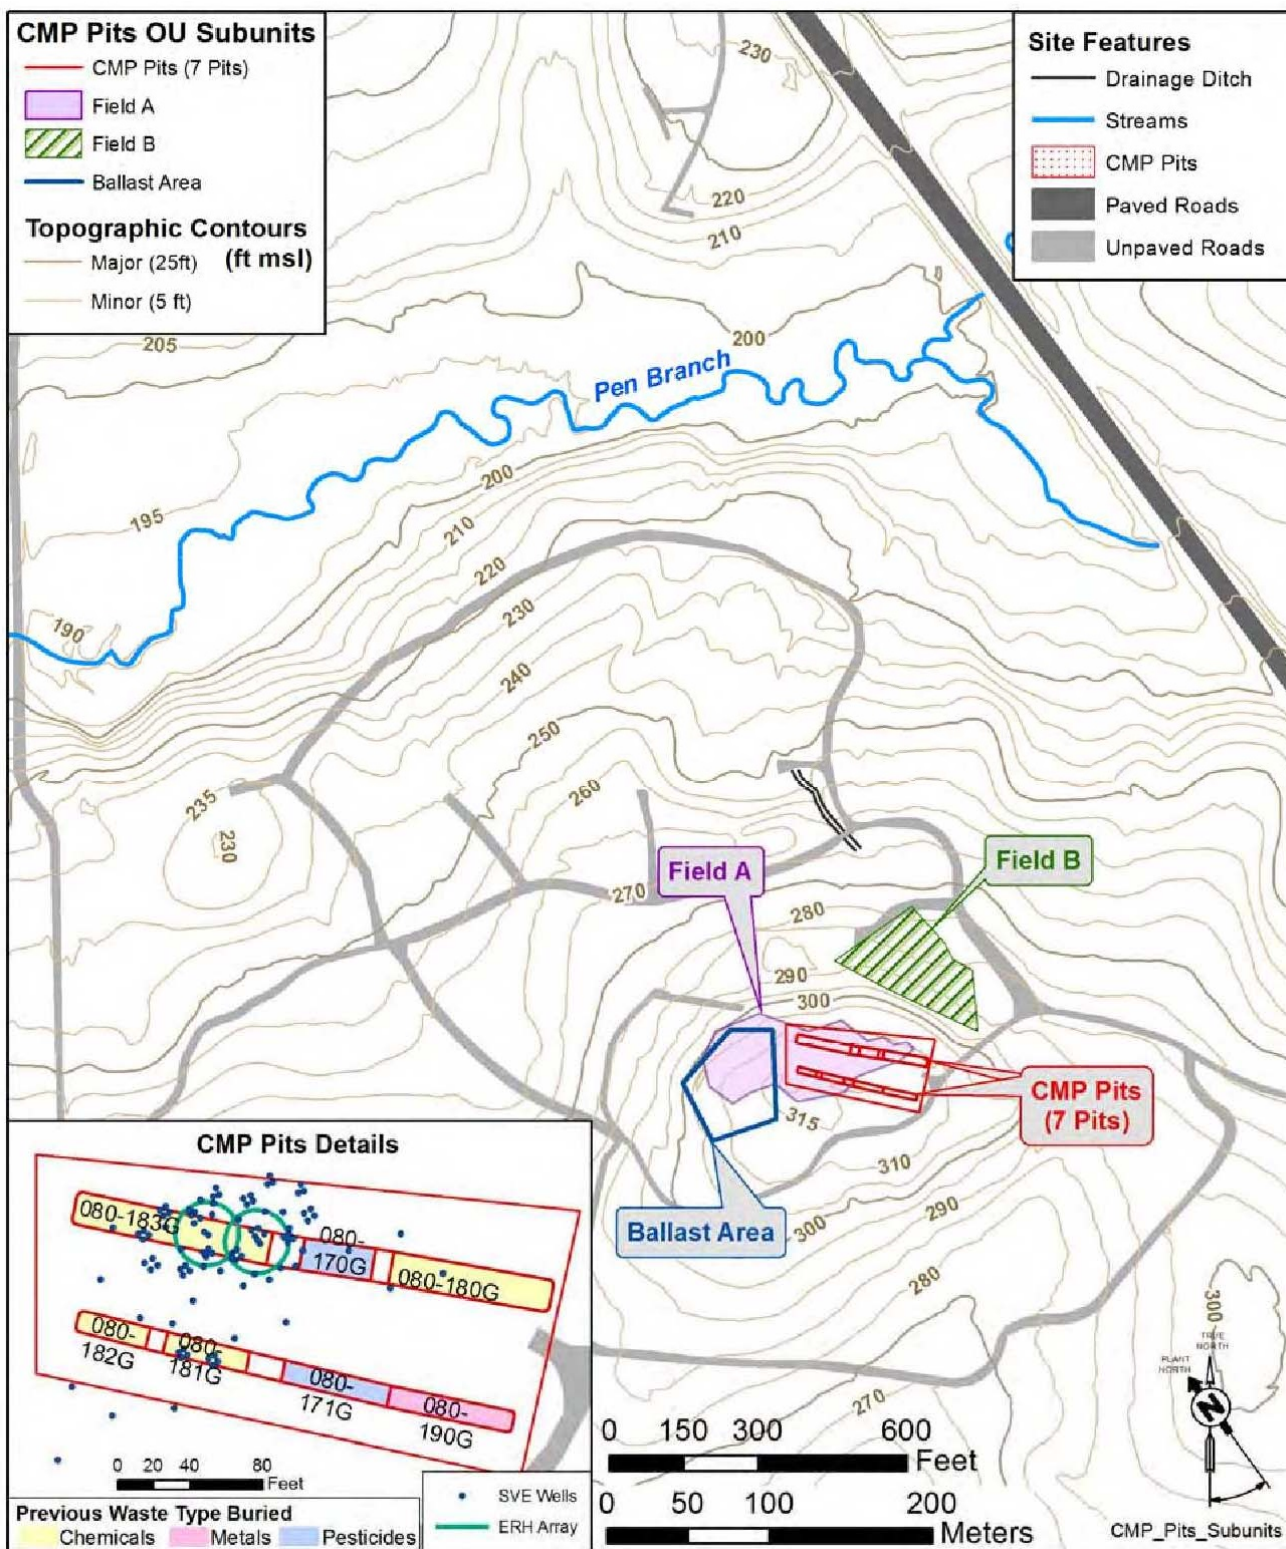 CMP Pits OU Subunits
CMP Pits (7 Pits)
Field A
Field B
Ballast Area
Topographic Contours
(ft msl)
Major (25ft)
Minor (5 ft)
Site Features
Drainage Ditch
Streams
CMP Pits
Paved Roads
Unpaved Roads
230
220
210
205
200
Pen Branch
200
195
210
190
220
230
240
250
235
260
230
Field A
Field B
270
280
290
300
CMP Pits
(7 Pits)
315
310
Ballast Area
300
290
280
300
270
CMP Pits Details
080-183G
080-
170G
080-180G
080-
182G
080-
181G
080-
171G
080-
190G
0 20 40 80
Feet
Previous Waste Type Buried
Chemicals
Metals
Pesticides
SVE Wells
ERH Array
0 150 300 600
Feet
0 50 100 200
Meters
TRUE
NORTH
PLANT
NORTH
N
CMP_Pits_Subunits